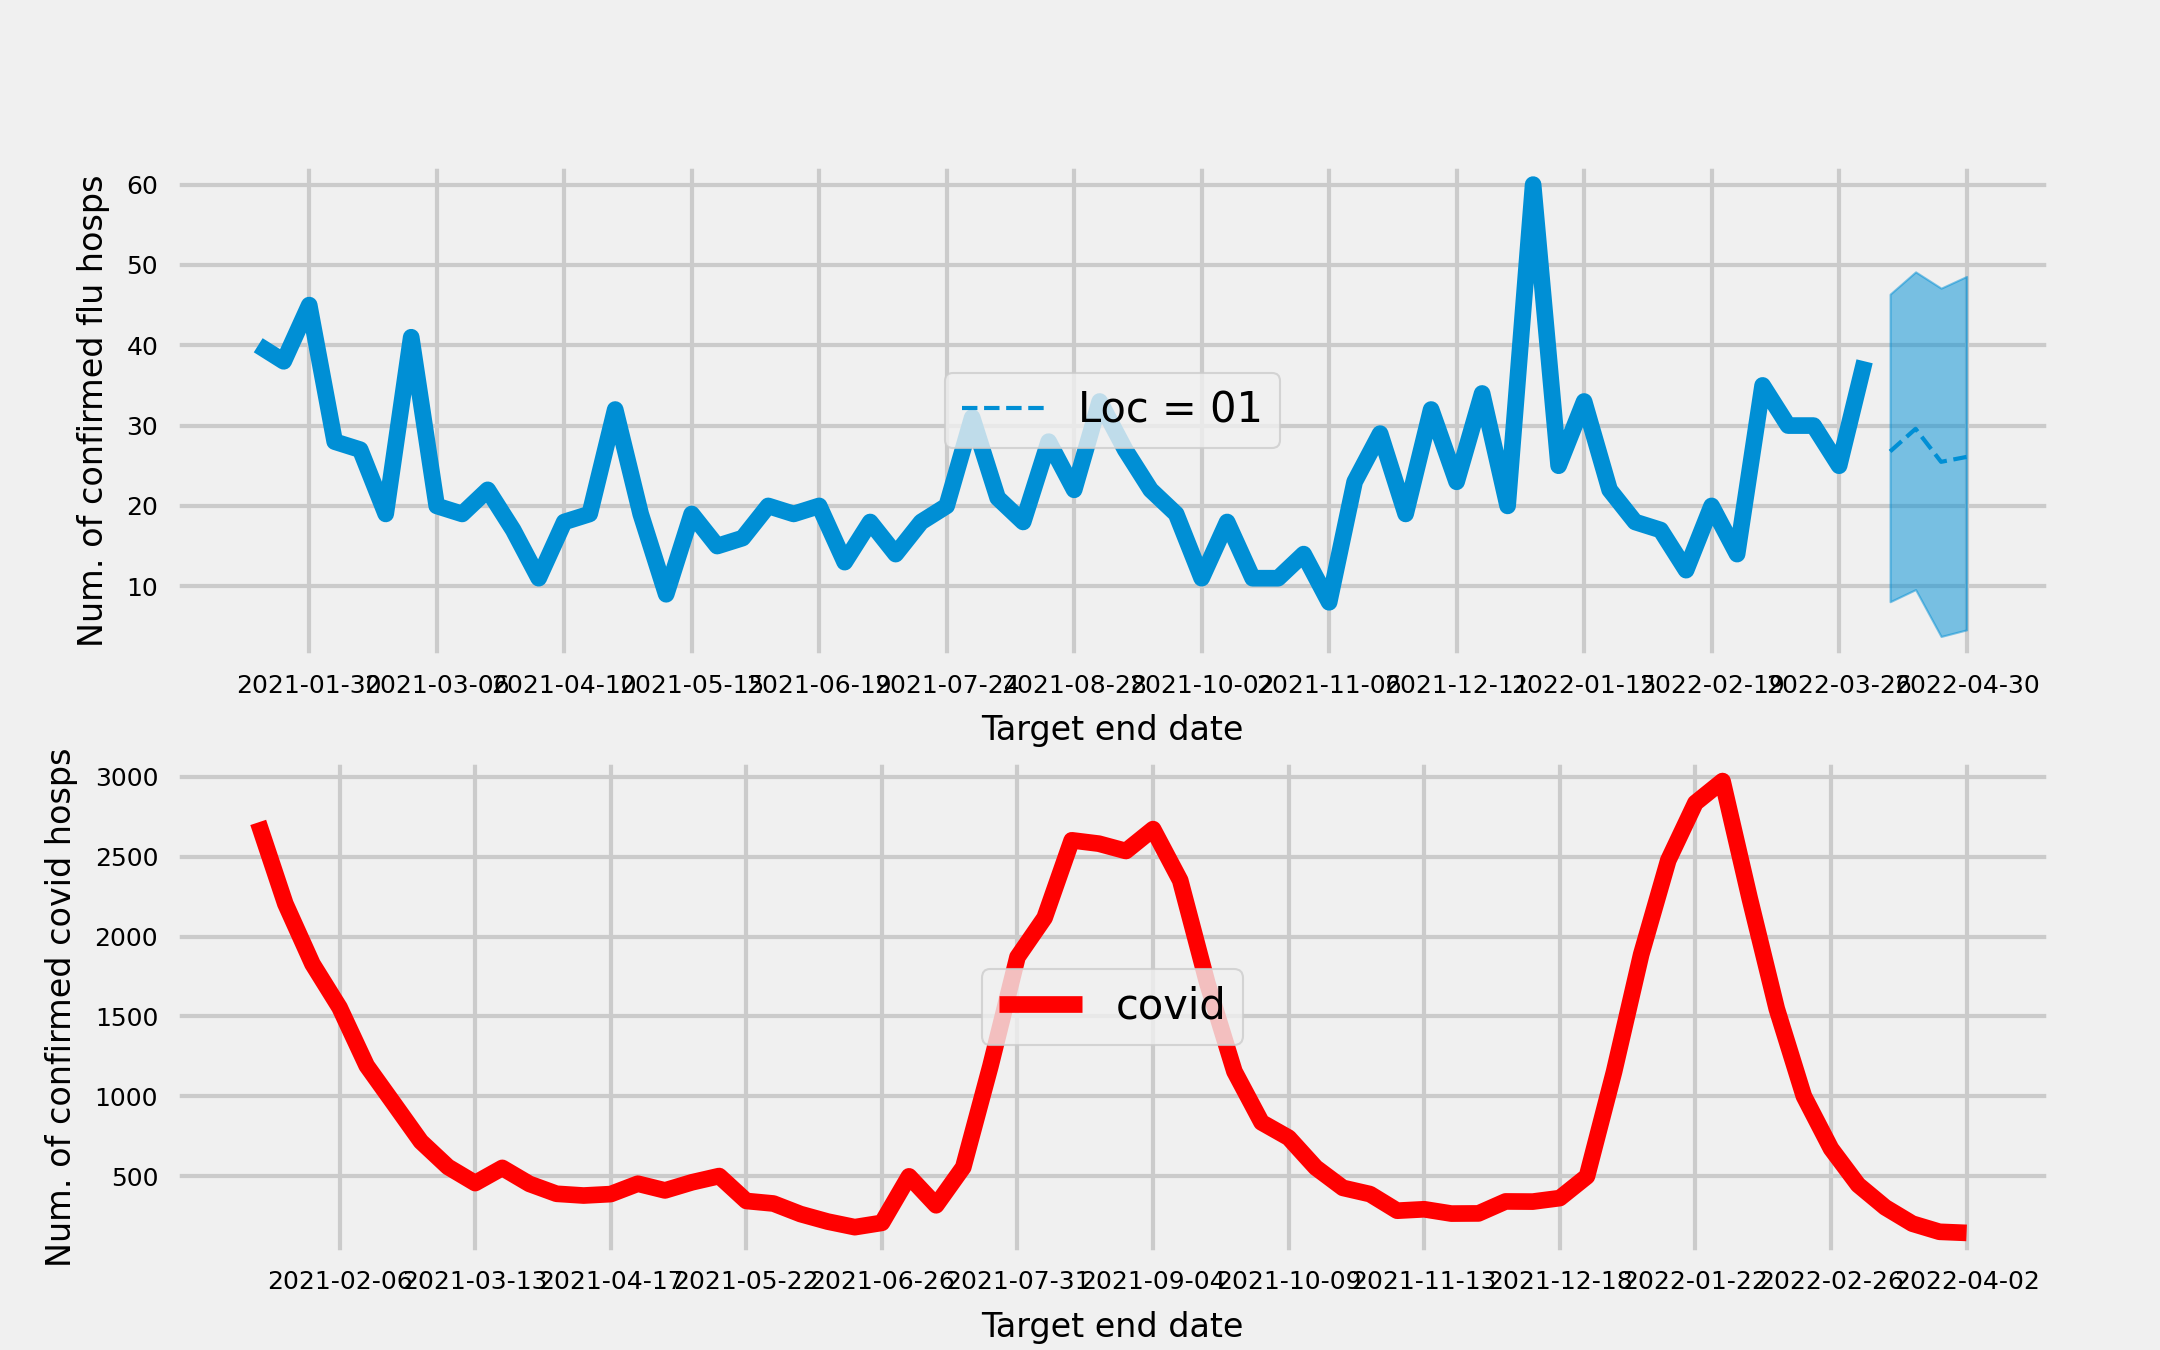 Num. of confirmed flu hosps
60
50
40
30
20
10
Loc = 01
2021-01-30 2021-03-06 2021-04-10 2021-05-15 2021-06-19 2021-07-24 2021-08-28 2021-10-02 2021-11-06 2021-12-11 2022-01-15 2022-02-19 2022-03-26 2022-04-30
Target end date
Num. of confirmed covid hosps
3000
2500
2000
1500
1000
500
covid
2021-02-06 2021-03-13 2021-04-17 2021-05-22 2021-06-26 2021-07-31 2021-09-04 2021-10-09 2021-11-13 2021-12-18 2022-01-22 2022-02-26 2022-04-02
Target end date